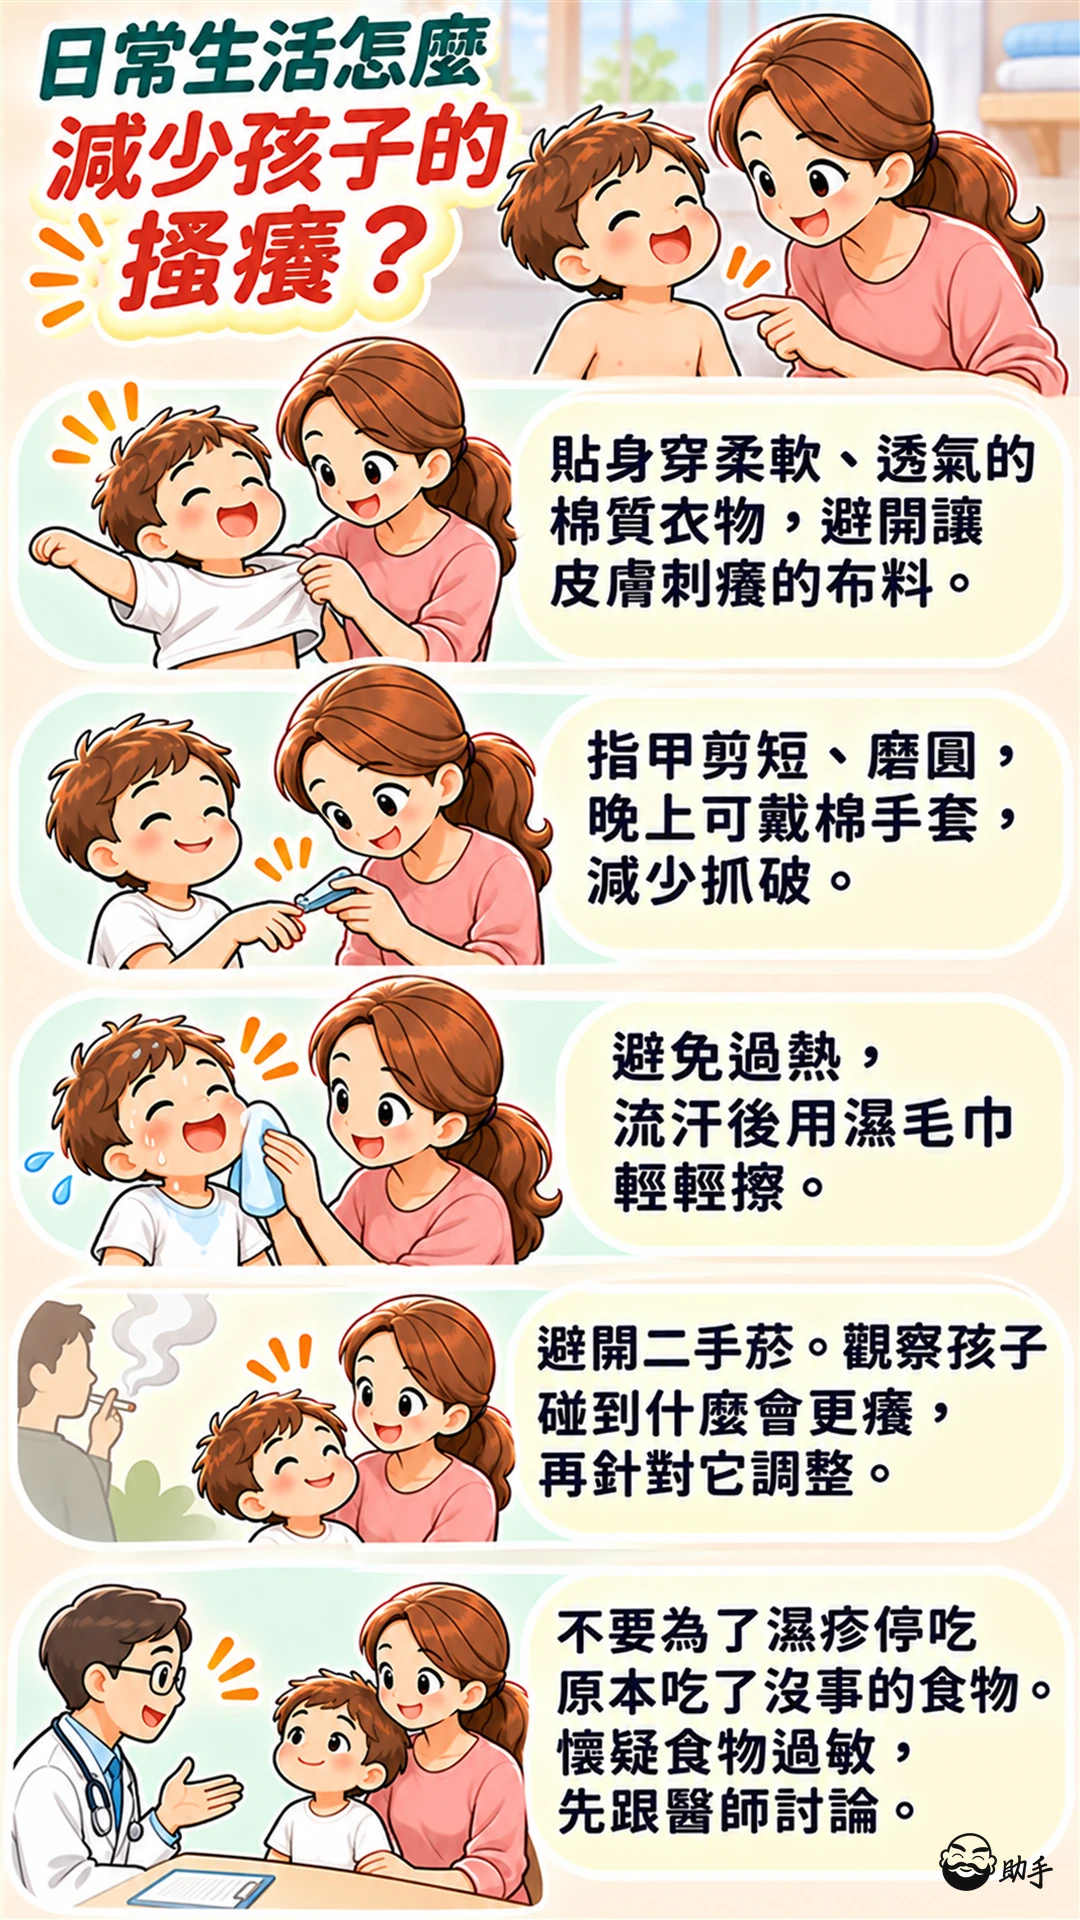 日常生活怎麼
減少孩子的
搔癢？
貼身穿柔軟、透氣的
棉質衣物，避開讓
皮膚刺癢的布料。
指甲剪短、磨圓，
晚上可戴棉手套，
減少抓破。
避免過熱，
流汗後用濕毛巾
輕輕擦。
避開二手菸。觀察孩子
碰到什麼會更癢，
再針對它調整。
不要為了濕疹停吃
原本吃了沒事的食物。
懷疑食物過敏，
先跟醫師討論。
助手